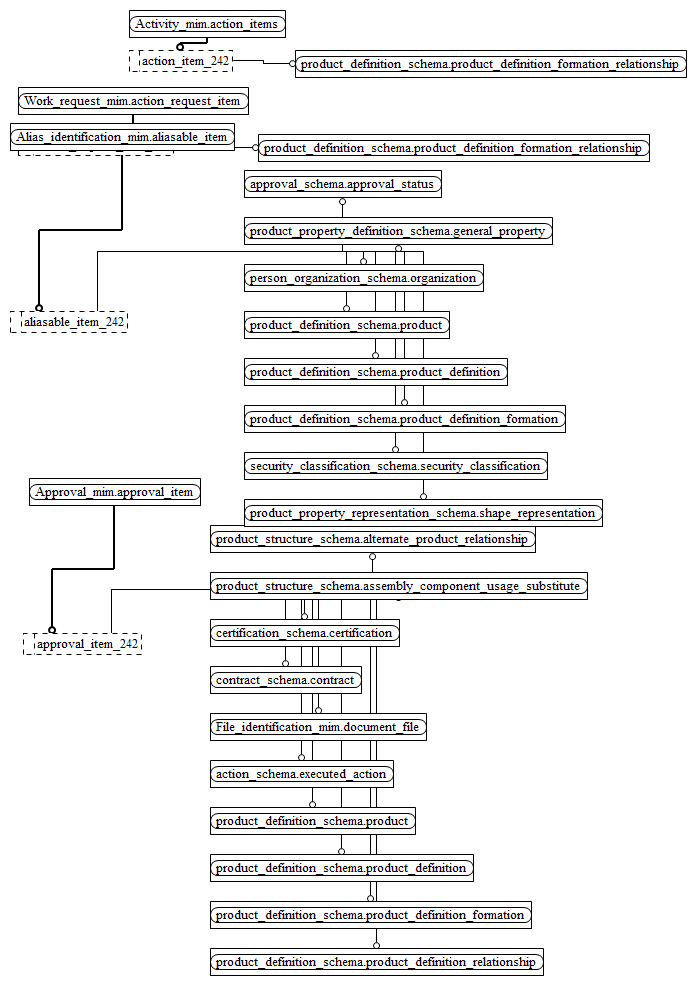 Activity_mim.action_items
action_item_242
product_definition_schema.product_definition_formation_relationship
Work_request_mim.action_request_item
Alias_identification_mim.aliasable_item
product_definition_schema.product_definition_formation_relationship
approval_schema.approval_status
product_property_definition_schema.general_property
person_organization_schema.organization
aliasable_item_242
product_definition_schema.product
product_definition_schema.product_definition
product_definition_schema.product_definition_formation
security_classification_schema.security_classification
Approval_mim.approval_item
product_property_representation_schema.shape_representation
product_structure_schema.alternate_product_relationship
product_structure_schema.assembly_component_usage_substitute
certification_schema.certification
approval_item_242
contract_schema.contract
File_identification_mim.document_file
action_schema.executed_action
product_definition_schema.product
product_definition_schema.product_definition
product_definition_schema.product_definition_formation
product_definition_schema.product_definition_relationship